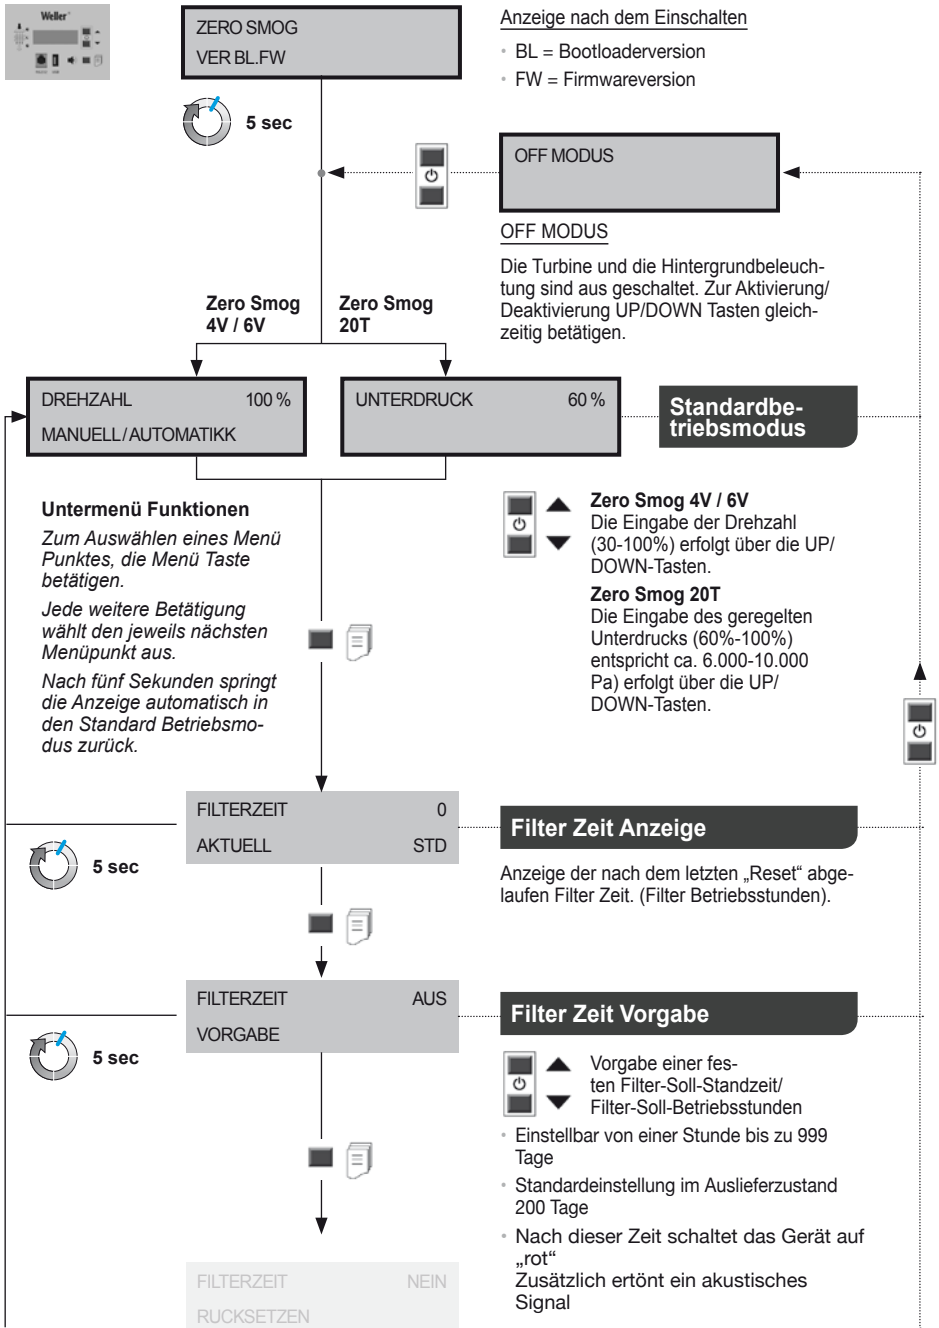 Weller
ZERO SMOG
VER BL.FW
Anzeige nach dem Einschalten
• BL = Bootloaderversion
• FW = Firmwareversion
5 sec
OFF MODUS
OFF MODUS
Die Turbine und die Hintergrundbeleuch-
tung sind aus geschaltet. Zur Aktivierung/
Deaktivierung UP/DOWN Tasten gleich-
zeitig betätigen.
Zero Smog
4V / 6V
Zero Smog
20T
DREHZAHL 100 %
MANUELL/AUTOMATIKK
UNTERDRUCK 60 %
Standardbe-
triebsmodus
Untermenü Funktionen
Zum Auswählen eines Menü
Punktes, die Menü Taste
betätigen.
Jede weitere Betätigung
wählt den jeweils nächsten
Menüpunkt aus.
Nach fünf Sekunden springt
die Anzeige automatisch in
den Standard Betriebsmo-
dus zurück.
Zero Smog 4V / 6V
Die Eingabe der Drehzahl
(30-100%) erfolgt über die UP/
DOWN-Tasten.
Zero Smog 20T
Die Eingabe des geregelten
Unterdrucks (60%-100%)
entspricht ca. 6.000-10.000
Pa) erfolgt über die UP/
DOWN-Tasten.
FILTERZEIT 0
AKTUELL STD
5 sec
Filter Zeit Anzeige
Anzeige der nach dem letzten „Reset“ abge-
laufen Filter Zeit. (Filter Betriebsstunden).
FILTERZEIT AUS
VORGABE
5 sec
Filter Zeit Vorgabe
Vorgabe einer fes-
ten Filter-Soll-Standzeit/
Filter-Soll-Betriebsstunden
• Einstellbar von einer Stunde bis zu 999
Tage
• Standardeinstellung im Auslieferzustand
200 Tage
• Nach dieser Zeit schaltet das Gerät auf
„rot“
Zusätzlich ertönt ein akustisches
Signal
FILTERZEIT NEIN
RUCKSETZEN